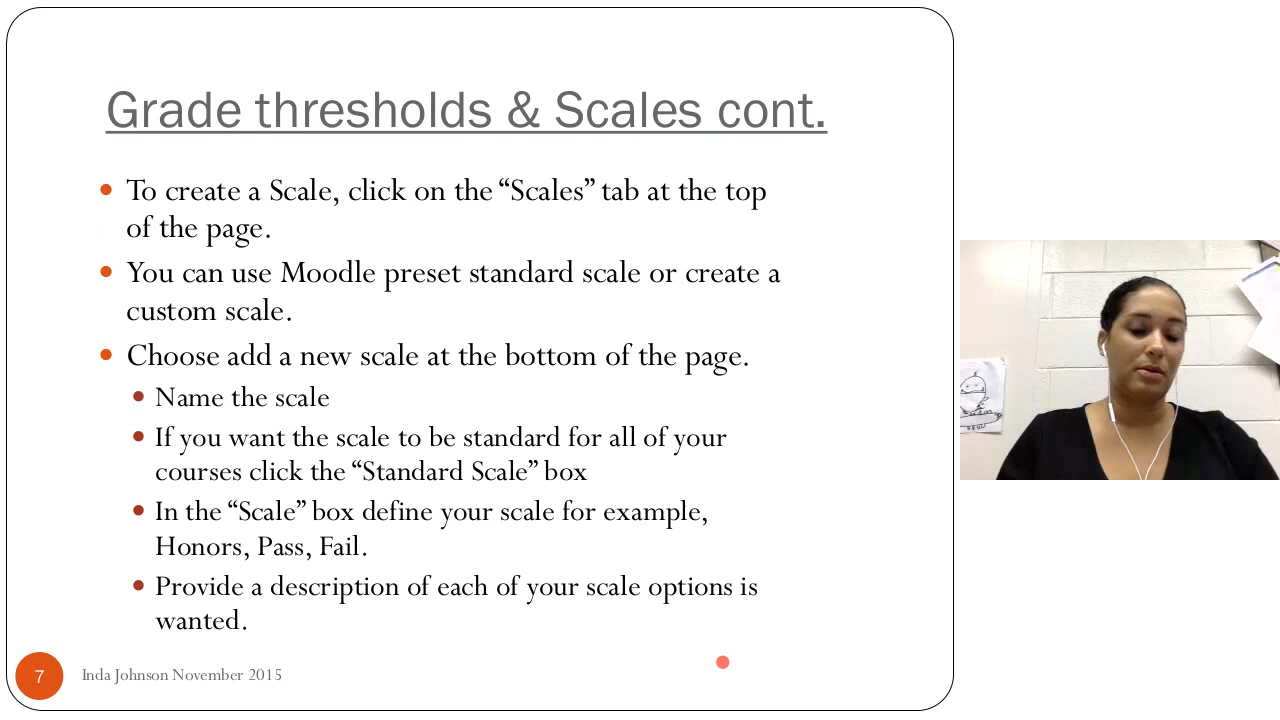 Grade thresholds & Scales cont.
To create a Scale, click on the “Scales” tab at the top
of the page.
You can use Moodle preset standard scale or create a
custom scale.
Choose add a new scale at the bottom of the page.
Name the scale
If you want the scale to be standard for all of your
courses click the “Standard Scale” box
In the “Scale” box define your scale for example,
Honors, Pass, Fail.
Provide a description of each of your scale options is
wanted.
7
Inda Johnson November 2015